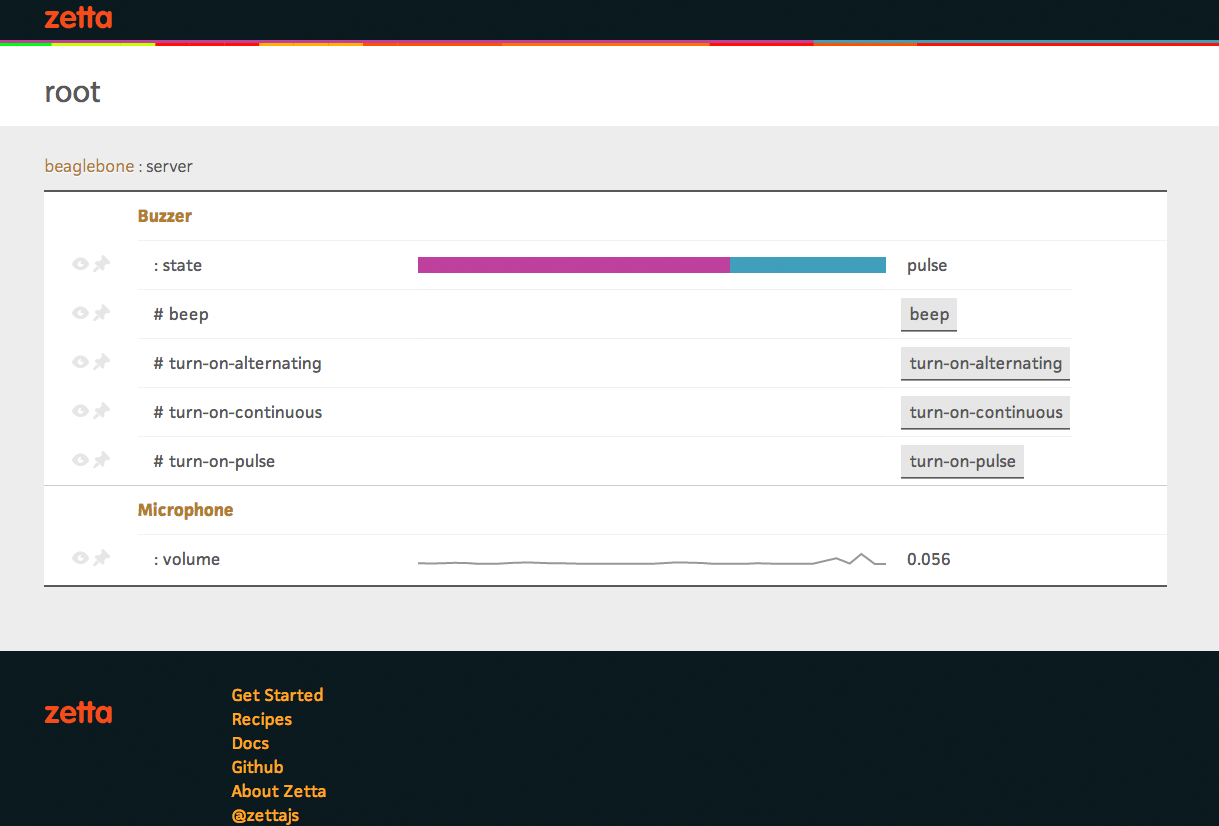 zetta
root
beaglebone : server
Buzzer
: state pulse
# beep beep
# turn-on-alternating turn-on-alternating
# turn-on-continuous turn-on-continuous
# turn-on-pulse turn-on-pulse
Microphone
: volume 0.056
zetta
Get Started
Recipes
Docs
Github
About Zetta
@zettajs